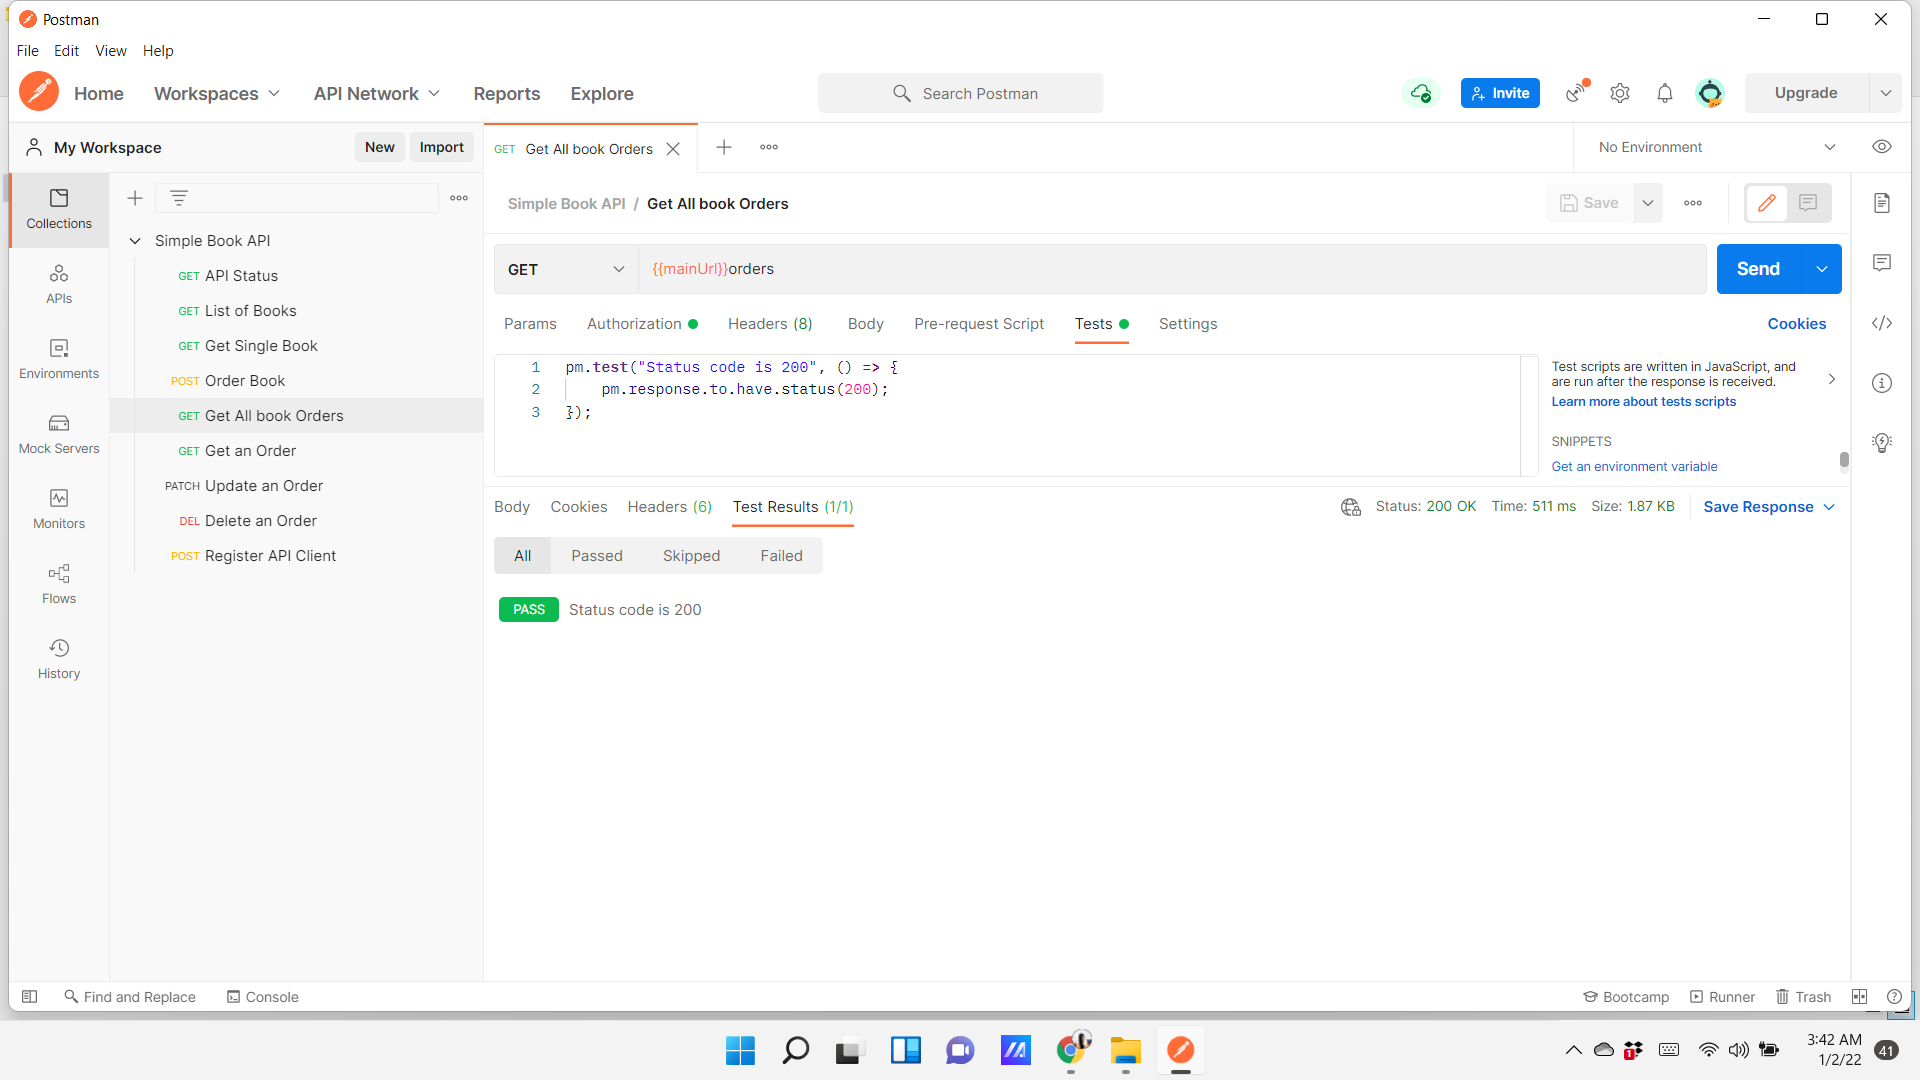 Postman
File Edit View Help
Home Workspaces API Network Reports Explore Search Postman Invite Upgrade
My Workspace New Import GET Get All book Orders No Environment
Collections
APIs
Environments
Mock Servers
Monitors
Flows
History
Simple Book API
GET API Status
GET List of Books
GET Get Single Book
POST Order Book
GET Get All book Orders
GET Get an Order
PATCH Update an Order
DEL Delete an Order
POST Register API Client
Simple Book API / Get All book Orders Save
GET {{mainUrl}}orders Send
Params Authorization Headers (8) Body Pre-request Script Tests Settings Cookies
1 pm.test("Status code is 200", () => {
2 pm.response.to.have.status(200);
3 });
Test scripts are written in JavaScript, and
are run after the response is received.
Learn more about tests scripts
SNIPPETS
Get an environment variable
Body Cookies Headers (6) Test Results (1/1) Status: 200 OK Time: 511 ms Size: 1.87 KB Save Response
All Passed Skipped Failed
PASS Status code is 200
Find and Replace Console Bootcamp Runner Trash
1
3:42 AM
1/2/22
41